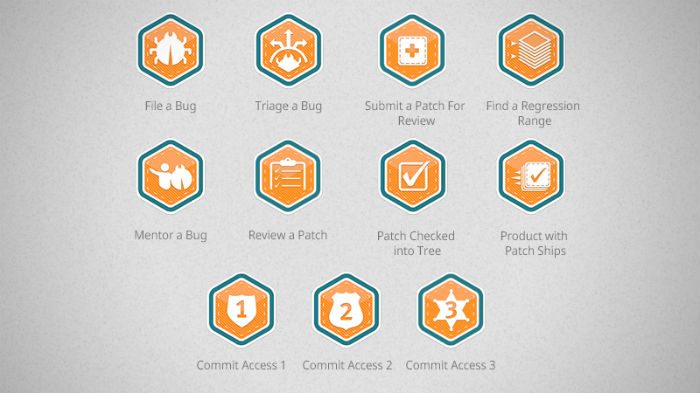 File a Bug
Triage a Bug
Submit a Patch For
Review
Find a Regression
Range
Mentor a Bug
Review a Patch
Patch Checked
into Tree
Product with
Patch Ships
1
2
3
Commit Access 1
Commit Access 2
Commit Access 3